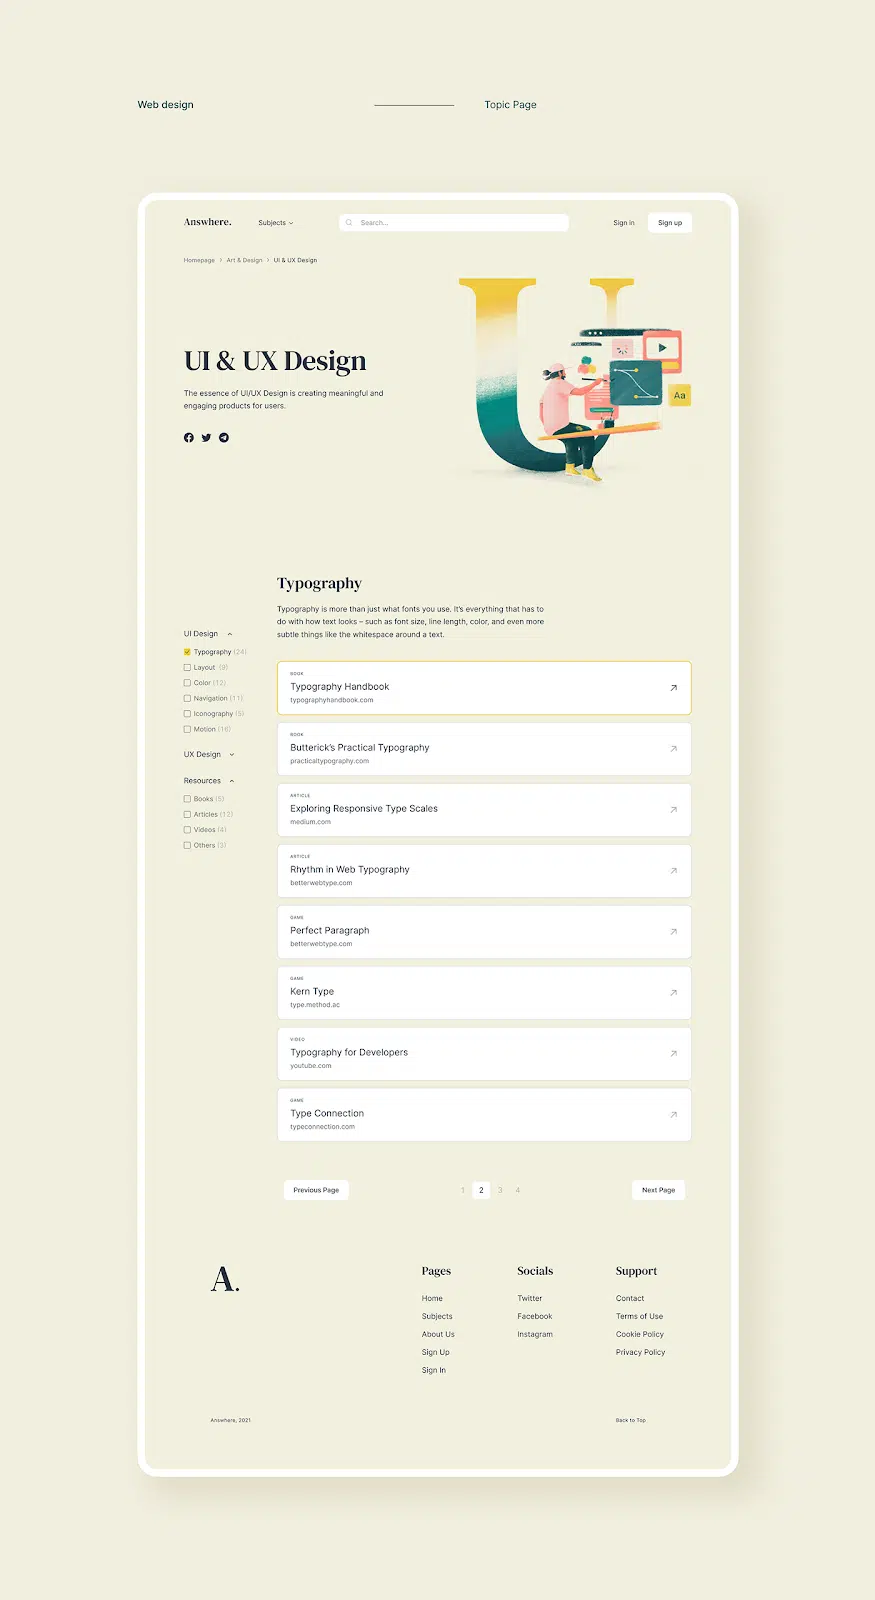 Web design
Topic Page
Answhere.
Subjects
Search...
Sign in
Sign up
Homepage
Art & Design
UI & UX Design
UI & UX Design
The essence of UI/UX Design is creating meaningful and
engaging products for users.
Aa
Typography
Typography is more than just what fonts you use. It's everything that has to
do with how text looks – such as font size, line length, color, and even more
subtle things like the whitespace around a text.
UI Design
Typography (24)
Layout (9)
Color (12)
Navigation (11)
Iconography (5)
Motion (16)
UX Design
Resources
Books (5)
Articles (12)
Videos (4)
Others (3)
BOOK
Typography Handbook
typographyhandbook.com
BOOK
Butterick's Practical Typography
practicaltypography.com
ARTICLE
Exploring Responsive Type Scales
medium.com
ARTICLE
Rhythm in Web Typography
betterwebtype.com
GAME
Perfect Paragraph
betterwebtype.com
GAME
Kern Type
type.method.ac
VIDEO
Typography for Developers
youtube.com
GAME
Type Connection
typeconnection.com
Previous Page
1 2 3 4
Next Page
A.
Pages
Home
Subjects
About Us
Sign Up
Sign In
Socials
Twitter
Facebook
Instagram
Support
Contact
Terms of Use
Cookie Policy
Privacy Policy
Answhere, 2021.
Back to Top